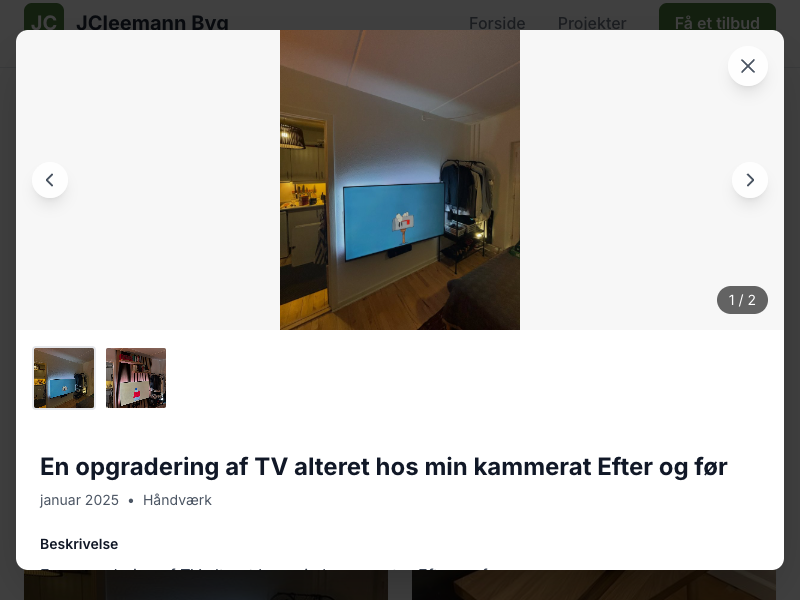 JC JCleemann Byg Forside Projekter Få et tilbud
1 / 2
En opgradering af TV alteret hos min kammerat Efter og før
januar 2025 • Håndværk
Beskrivelse